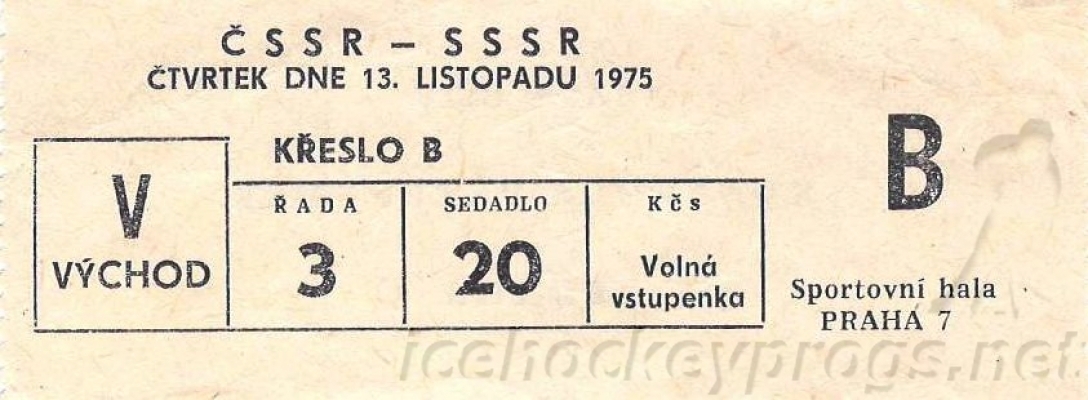 ČSSR – SSSR
ČTVRTEK DNE 13. LISTOPADU 1975
KŘESLO B
B
V
VÝCHOD
ŘADA
3
SEDADLO
20
Kčs
Volná
vstupenka
Sportovní hala
PRAHA 7
icehockeyprogs.net